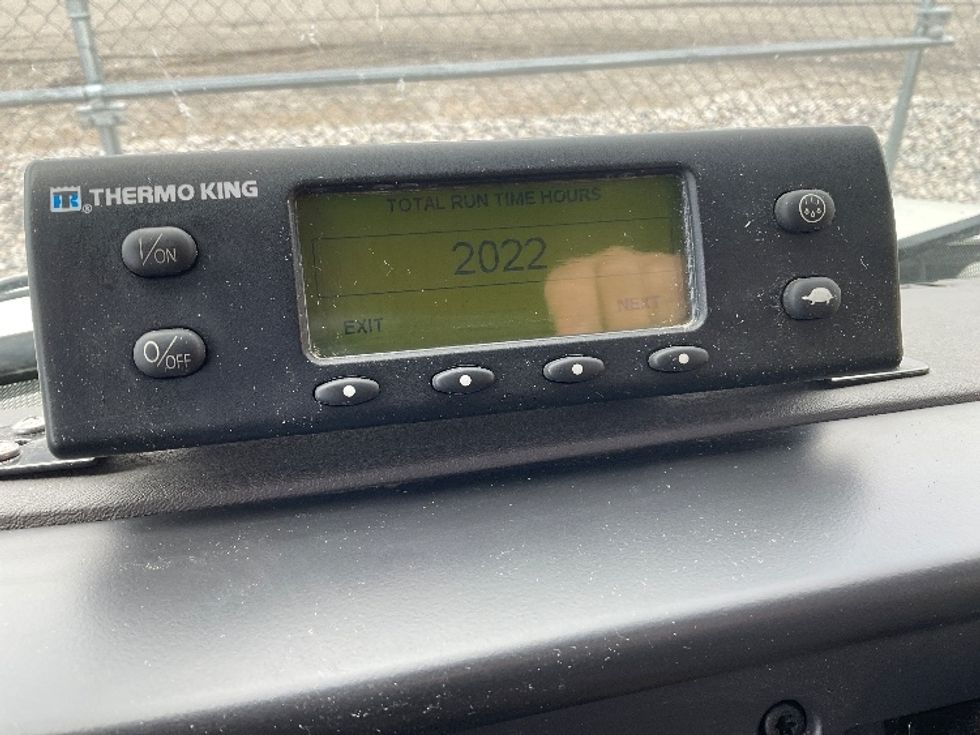 THERMO KING
®
I/ON
O/OFF
TOTAL RUN TIME HOURS
2022
EXIT
NEXT